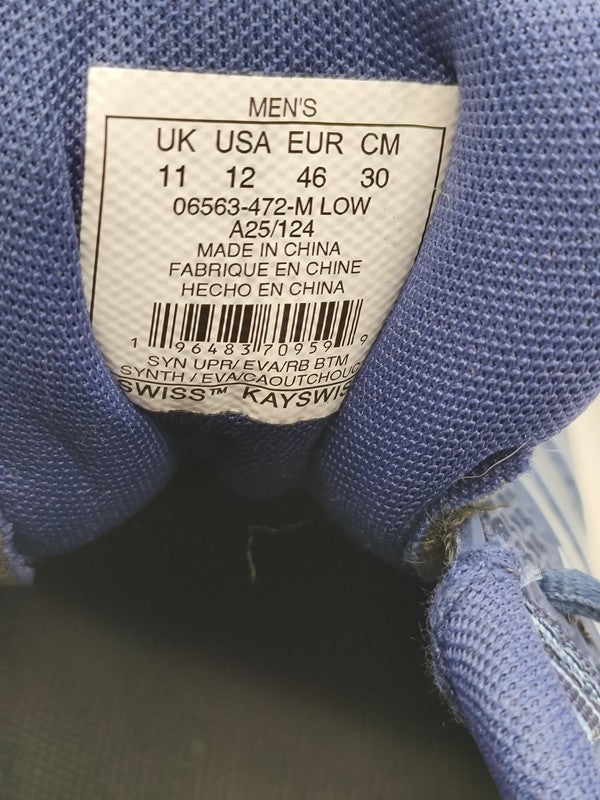 MEN'S
UK USA EUR CM
11 12 46 30
06563-472-M LOW
A25/124
MADE IN CHINA
FABRIQUE EN CHINE
HECHO EN CHINA
1 96483 70959 9
SYN UPR/ EVA/RB BTM
SYNTH / EVA/CAOUTCHOUC
SWISS™ KAYSWIS